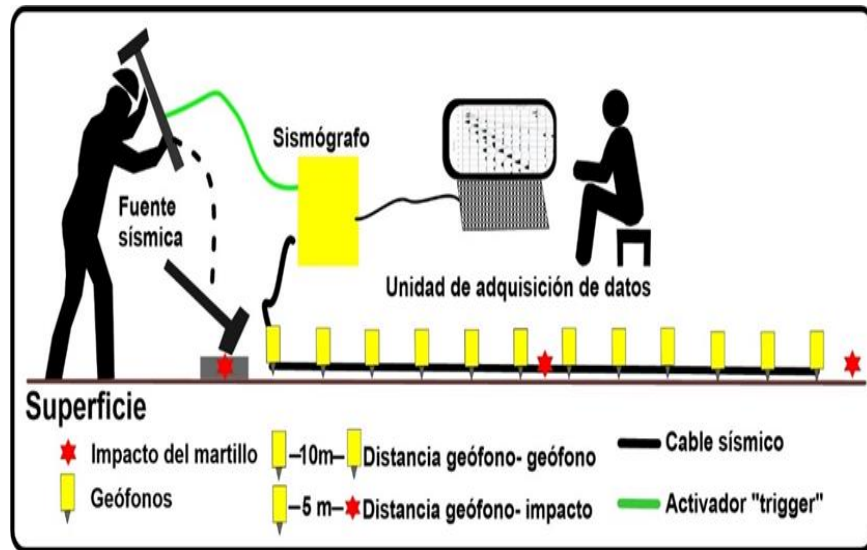 Sismógrafo
Fuente
sísmica
Unidad de adquisición de datos
Superficie
Impacto del martillo
Geófonos
–10m– Distancia geófono- geófono
–5 m– Distancia geófono- impacto
Cable sísmico
Activador "trigger"